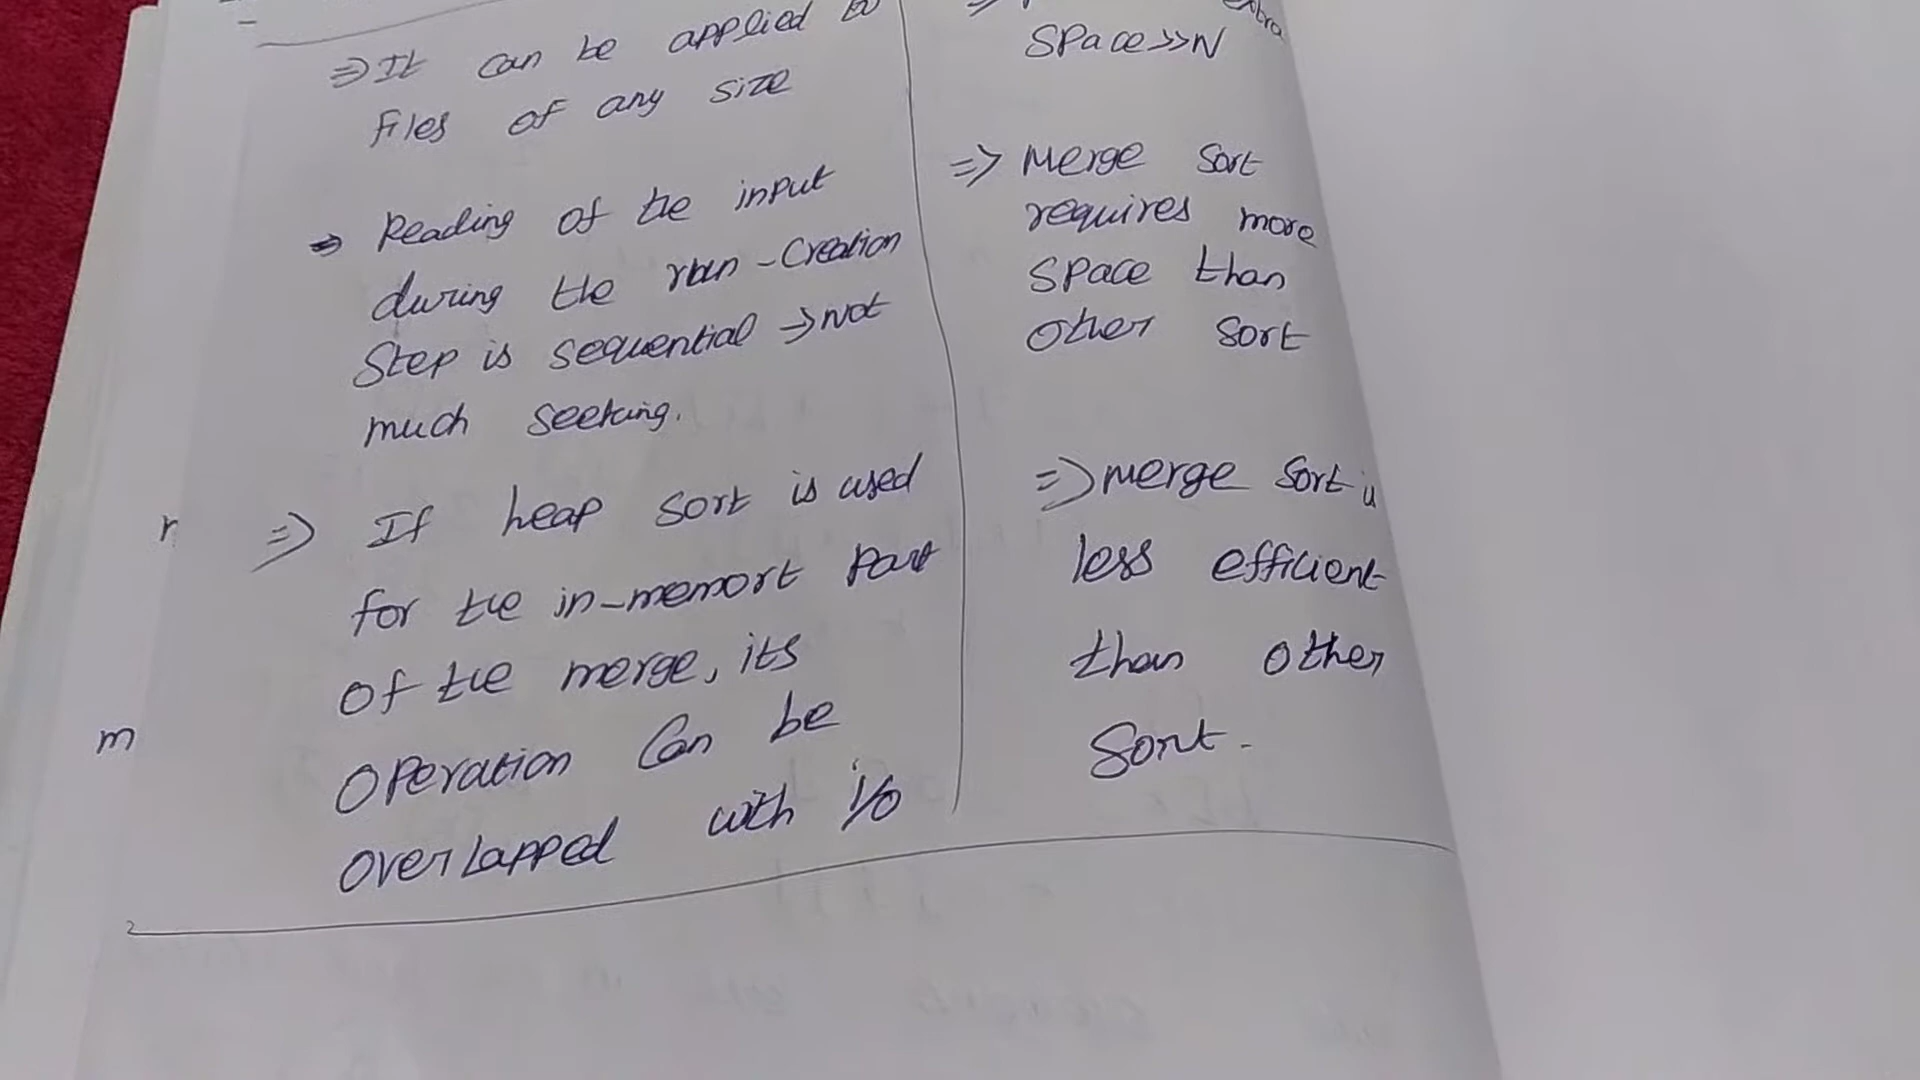 ⇒ It can be applied to
Files of any size
⇒ Reading of the input
during the run-Creation
Step is sequential → Not
much seeking.
⇒ If heap sort is used
for the in-memort Part
of the merge, its
Operation Can be
overlapped with i/o
Space >> N
⇒ Merge Sort
requires more
Space than
other sort
⇒ merge Sort is
less efficient
than other
Sort.
r
m